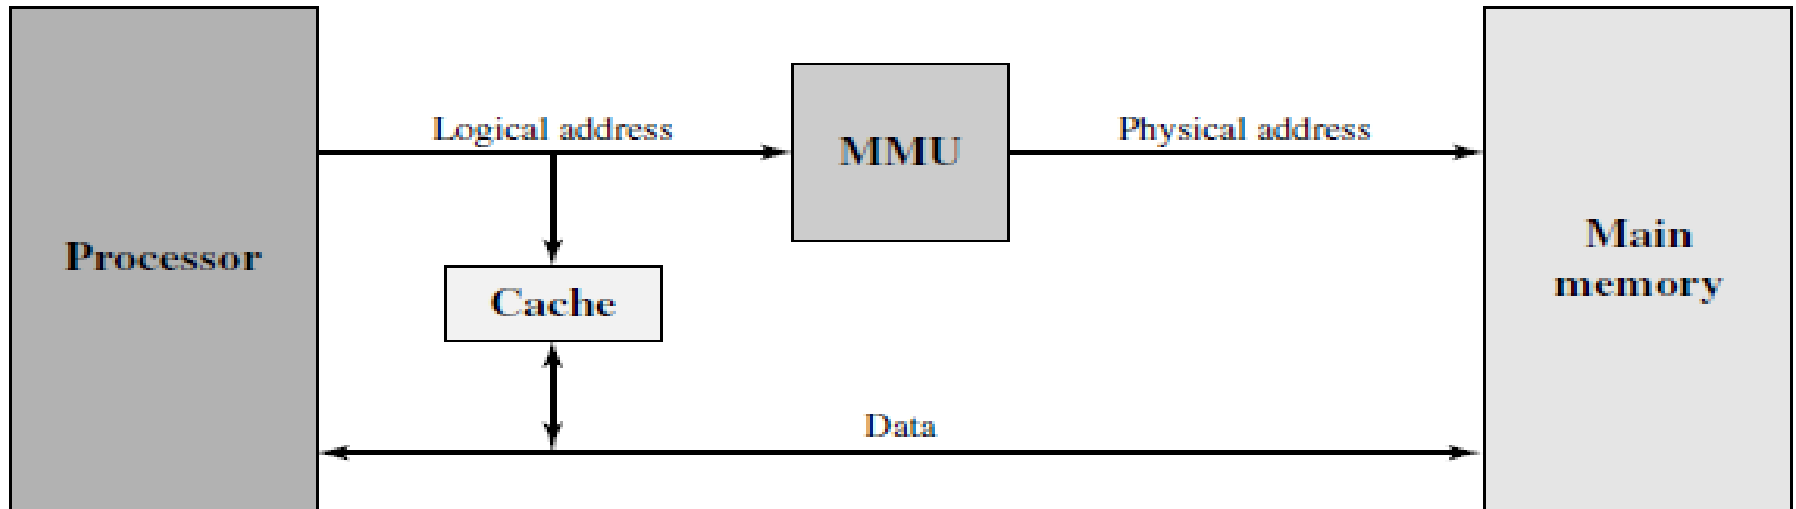 Logical address
MMU
Physical address
Processor
Cache
Main
memory
Data